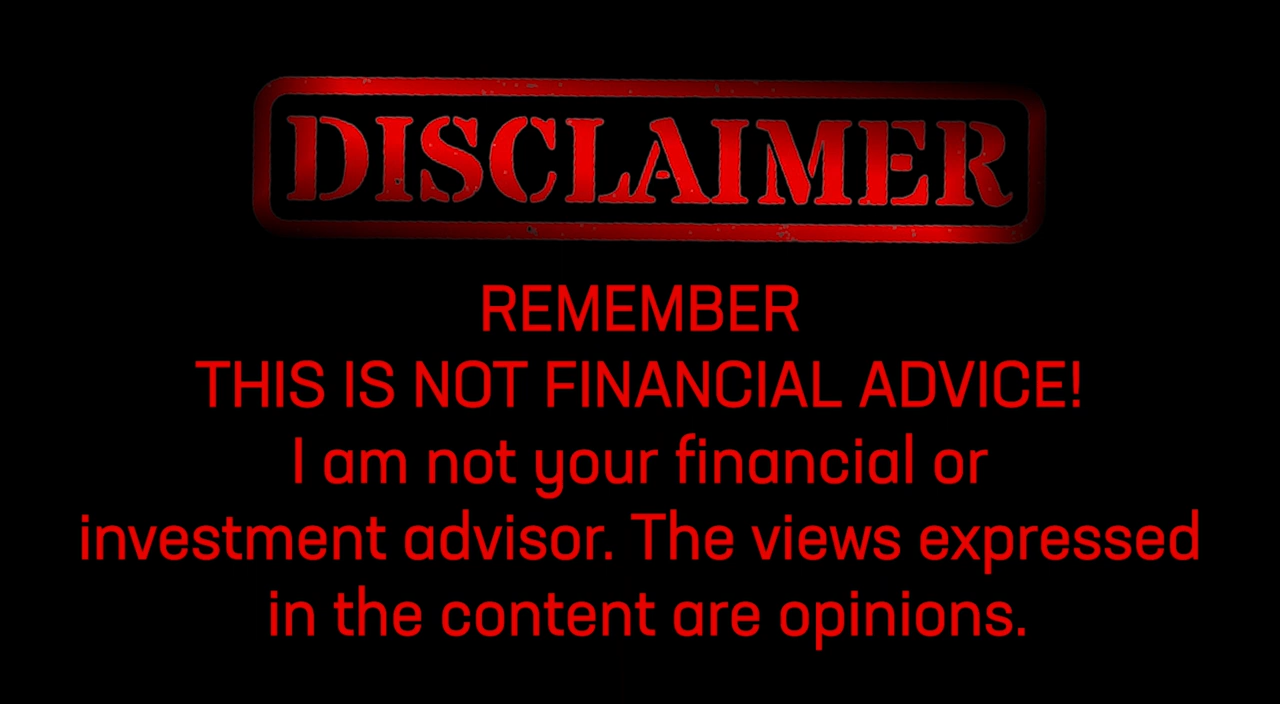 DISCLAIMER
REMEMBER
THIS IS NOT FINANCIAL ADVICE!
I am not your financial or
investment advisor. The views expressed
in the content are opinions.